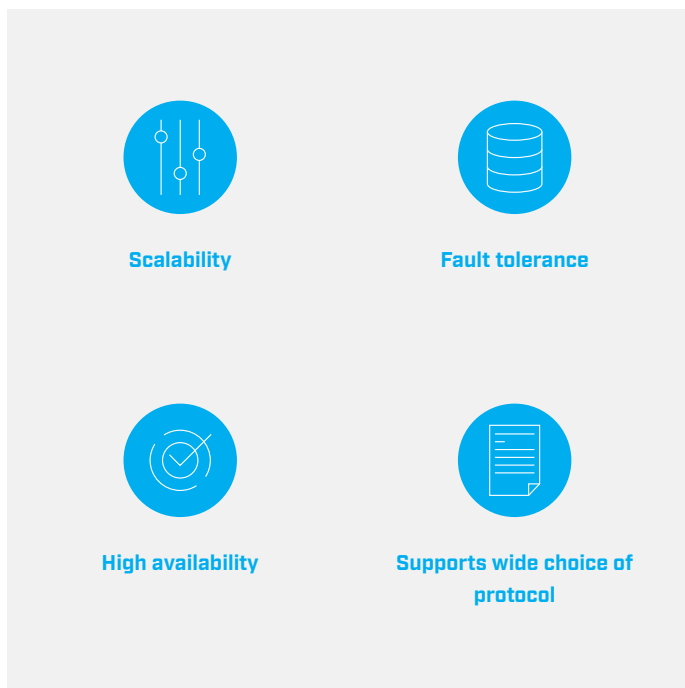 Scalability
Fault tolerance
High availability
Supports wide choice of
protocol